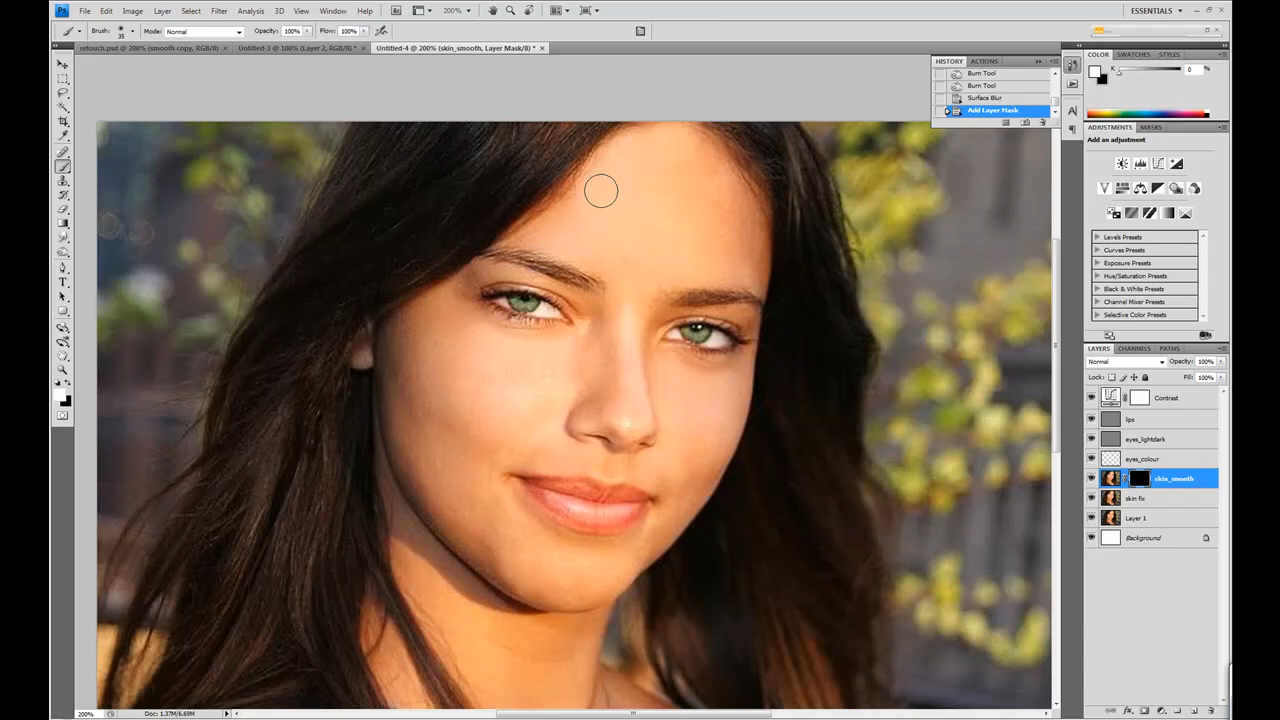 Ps File Edit Image Layer Select Filter Analysis 3D View Window Help Br 200% ESSENTIALS
Brush: 35 Mode: Normal Opacity: 100% Flow: 100%
retouch.psd @ 200% (smooth copy, RGB/8) Untitled-3 @ 100% (Layer 2, RGB/8) * Untitled-4 @ 200% (skin_smooth, Layer Mask/8) *
HISTORY ACTIONS
Burn Tool
Burn Tool
Surface Blur
Add Layer Mask
COLOR SWATCHES STYLES
K 0 %
ADJUSTMENTS MASKS
Add an adjustment
Levels Presets
Curves Presets
Exposure Presets
Hue/Saturation Presets
Black & White Presets
Channel Mixer Presets
Selective Color Presets
LAYERS CHANNELS PATHS
Normal Opacity: 100%
Lock: Fill: 100%
Contrast
lips
eyes_lightdark
eyes_colour
skin_smooth
skin fix
Layer 1
Background
200% Doc: 1.37M/6.69M